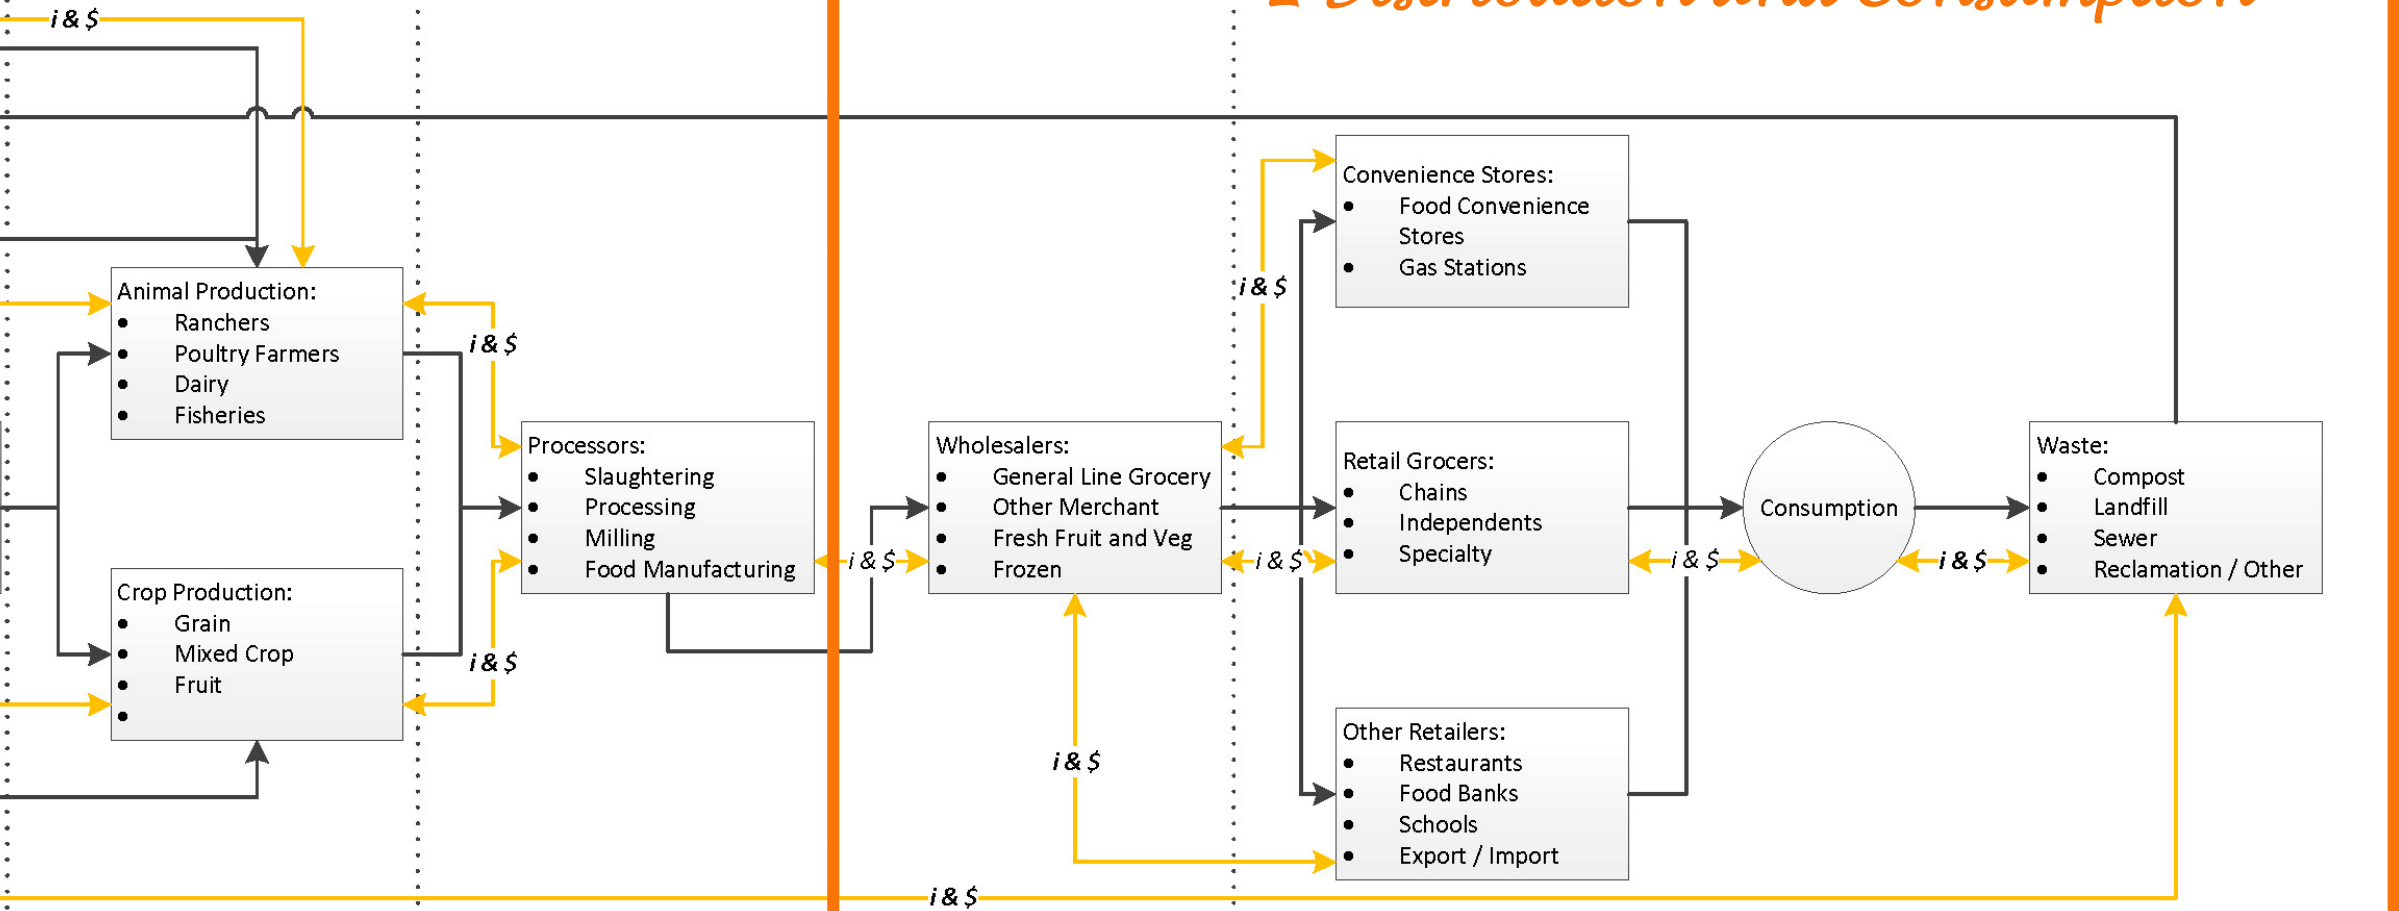 Distribution and Consumption
i & $
Convenience Stores:
• Food Convenience
Stores
• Gas Stations
i & $
Animal Production:
• Ranchers
• Poultry Farmers
• Dairy
• Fisheries
i & $
Processors:
• Slaughtering
• Processing
• Milling
• Food Manufacturing
i & $
Wholesalers:
• General Line Grocery
• Other Merchant
• Fresh Fruit and Veg
• Frozen
i & $
Retail Grocers:
• Chains
• Independents
• Specialty
i & $
Consumption
i & $
Waste:
• Compost
• Landfill
• Sewer
• Reclamation / Other
Crop Production:
• Grain
• Mixed Crop
• Fruit
•
i & $
i & $
Other Retailers:
• Restaurants
• Food Banks
• Schools
• Export / Import
i & $